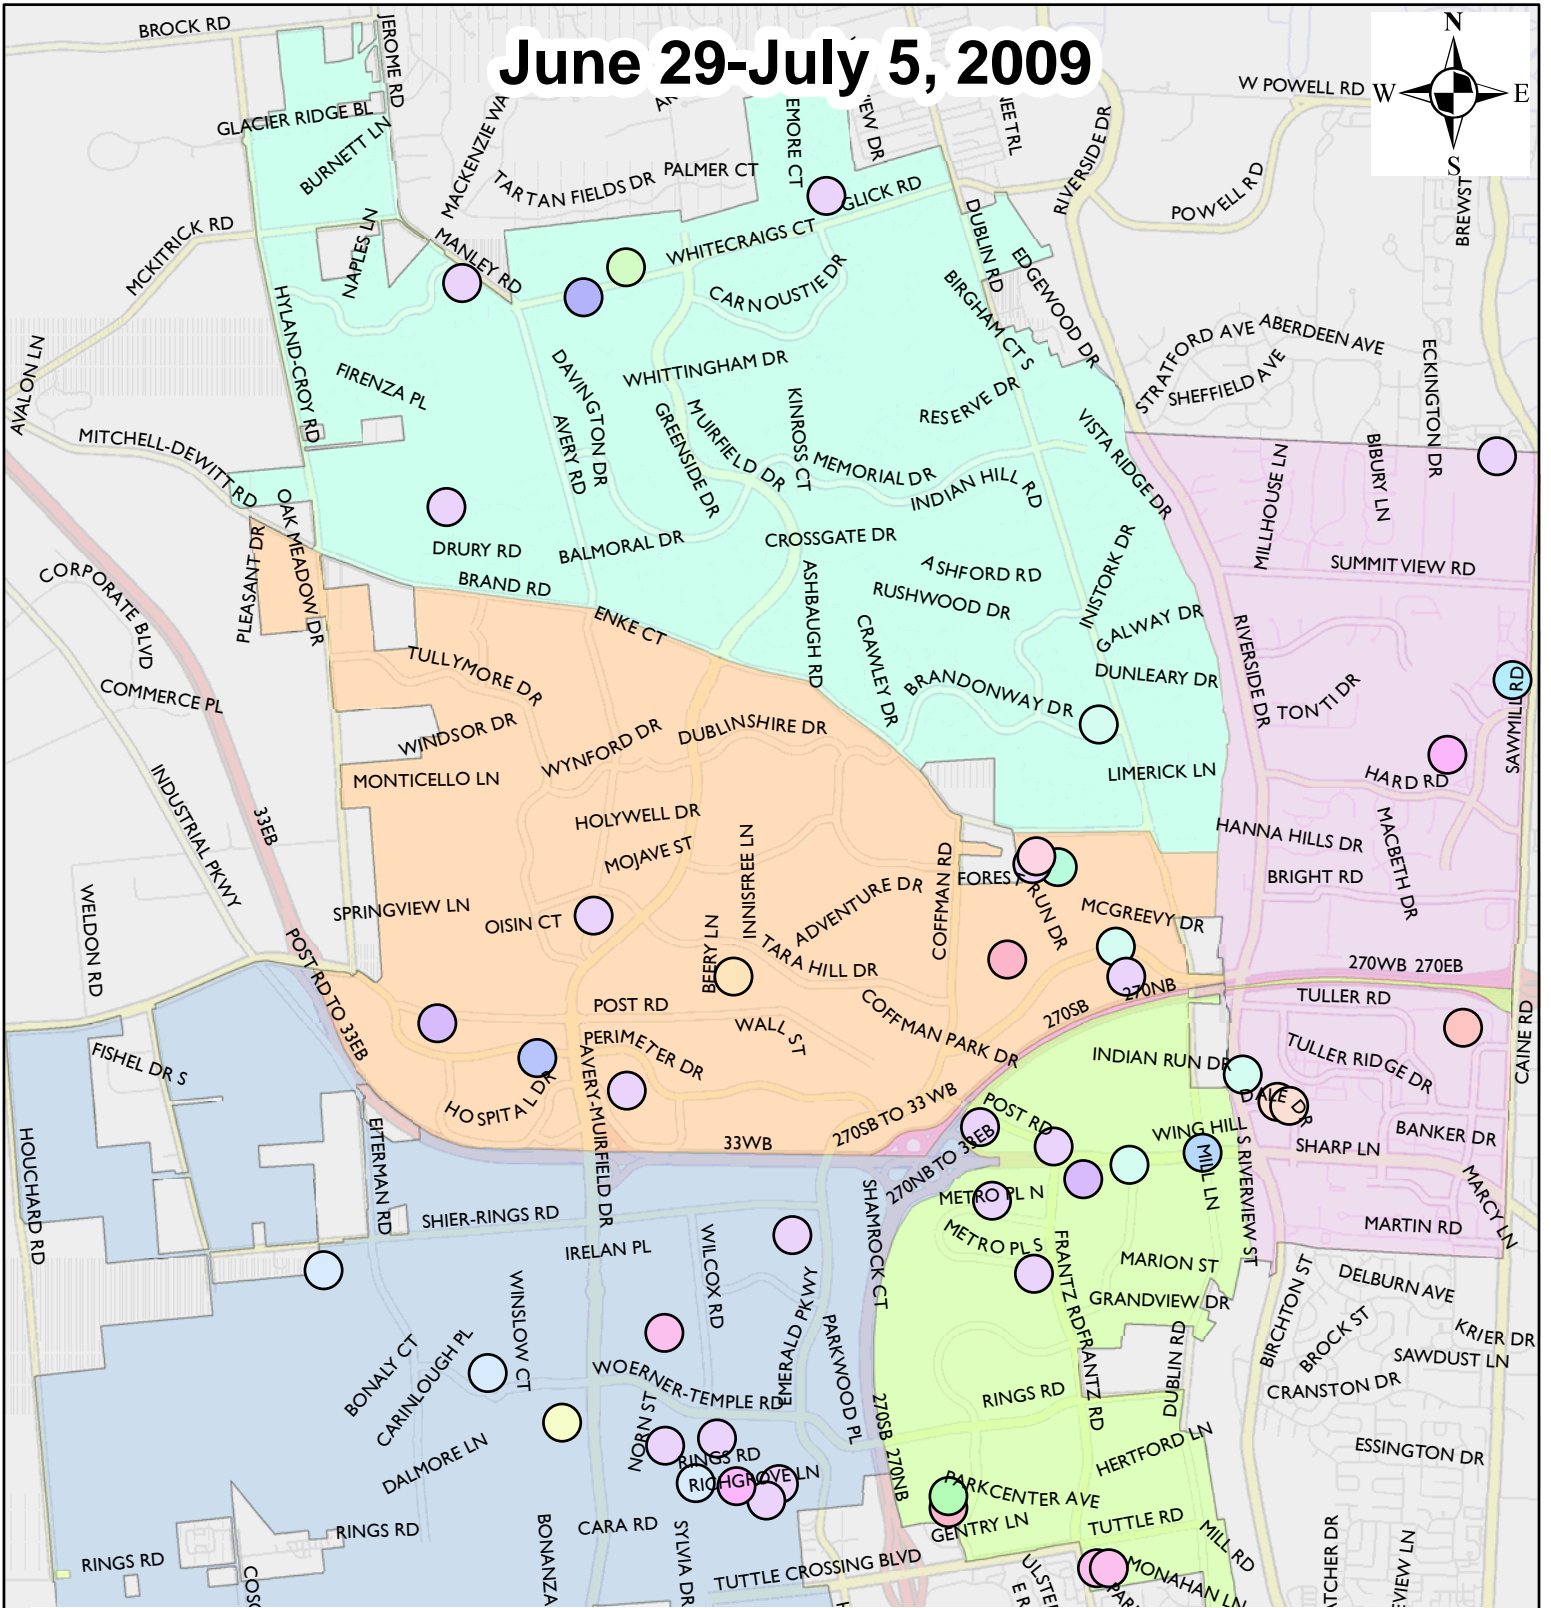 BROCK RD
JEROME RD
June 29-July 5, 2009
N
W
E
S
W POWELL RD
GLACIER RIDGE BL
BURNETT LN
MACKENZIE WA
TARTAN FIELDS DR
PALMER CT
EMORE CT
IEW DR
GLICK RD
RIVERSIDE DR
POWELL RD
BREWST
MCKITRICK RD
NAPLES LN
MANLEY RD
WHITECRAIGS CT
DUBLIN RD
EDGEWOOD DR
HYLAND-CROY RD
CARNOUSTIE DR
BIRGHAM CT S
STRATFORD AVE
ABERDEEN AVE
SHEFFIELD AVE
ECKINGTON DR
AVALON LN
FIRENZA PL
DAVINGTON DR
WHITTINGHAM DR
RESERVE DR
AVERY RD
GREENSIDE DR
MUIRFIELD DR
KINROSS CT
MEMORIAL DR
INDIAN HILL RD
VISTA RIDGE DR
MILLHOUSE LN
BIBURY LN
MITCHELL-DEWITT RD
OAK MEADOW DR
PLEASANT DR
DRURY RD
BALMORAL DR
CROSSGATE DR
BRAND RD
ASHFORD RD
RUSHWOOD DR
INISTORK DR
SUMMITVIEW RD
CORPORATE BLVD
ENKE CT
ASHBAUGH RD
CRAWLEY DR
GALWAY DR
RIVERSIDE DR
TULLYMORE DR
BRANDONWAY DR
DUNLEARY DR
TONTI DR
SAWMILL RD
COMMERCE PL
WINDSOR DR
WYNFORD DR
DUBLINSHIRE DR
INDUSTRIAL PKWY
MONTICELLO LN
LIMERICK LN
HARD RD
33EB
HOLYWELL DR
MOJAVE ST
INNISFREE LN
COFFMAN RD
HANNA HILLS DR
MACBETH DR
FOREST RUN DR
BRIGHT RD
WELDON RD
SPRINGVIEW LN
OISIN CT
BEERY LN
ADVENTURE DR
TARA HILL DR
MCGREEVY DR
POST RD TO 33EB
270WB 270EB
270NB
270SB
TULLER RD
POST RD
WALL ST
COFFMAN PARK DR
CAINE RD
FISHEL DR S
PERIMETER DR
HOSPITAL DR
AVERY-MUIRFIELD DR
INDIAN RUN DR
TULLER RIDGE DR
DALE DR
270SB TO 33 WB
POST RD
WING HILL
BANKER DR
SHARP LN
HOUCHARD RD
EITERMAN RD
33WB
270NB TO 33EB
MILL LN
S RIVERVIEW ST
MARCY LN
METRO PL N
SHIER-RINGS RD
SHAMROCK CT
METRO PL S
FRANTZ RD
MARTIN RD
IRELAN PL
WILCOX RD
MARION ST
WINSLOW CT
EMERALD PKWY
PARKWOOD PL
GRANDVIEW DR
BIRCHTON ST
DELBURN AVE
BROCK ST
KRIER DR
BONALY CT
CARINLOUGH PL
FRANTZ RD
DUBLIN RD
SAWDUST LN
WOERNER-TEMPLE RD
RINGS RD
CRANSTON DR
NORN ST
270SB 270NB
DALMORE LN
RINGS RD
RICHGROVE LN
HERTFORD LN
ESSINGTON DR
PARKCENTER AVE
GENTRY LN
TUTTLE RD
MILL RD
RINGS RD
BONANZA
CARA RD
SYLVIA DR
RINGS RD
TUTTLE CROSSING BLVD
MONAHAN LN
ULSTE
COSG
ATCHER DR
VIEW LN